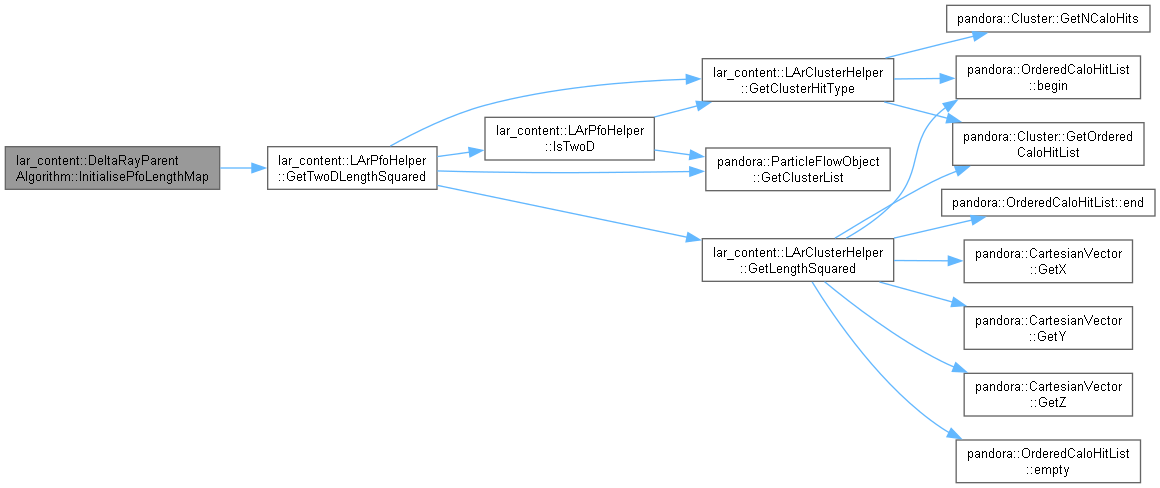 lar_content::DeltaRayParent
Algorithm::InitialisePfoLengthMap
lar_content::LArPfoHelper
::GetTwoDLengthSquared
lar_content::LArPfoHelper
::IsTwoD
lar_content::LArClusterHelper
::GetClusterHitType
pandora::ParticleFlowObject
::GetClusterList
lar_content::LArClusterHelper
::GetLengthSquared
pandora::Cluster::GetNCaloHits
pandora::OrderedCaloHitList
::begin
pandora::Cluster::GetOrdered
CaloHitList
pandora::OrderedCaloHitList::end
pandora::CartesianVector
::GetX
pandora::CartesianVector
::GetY
pandora::CartesianVector
::GetZ
pandora::OrderedCaloHitList
::empty